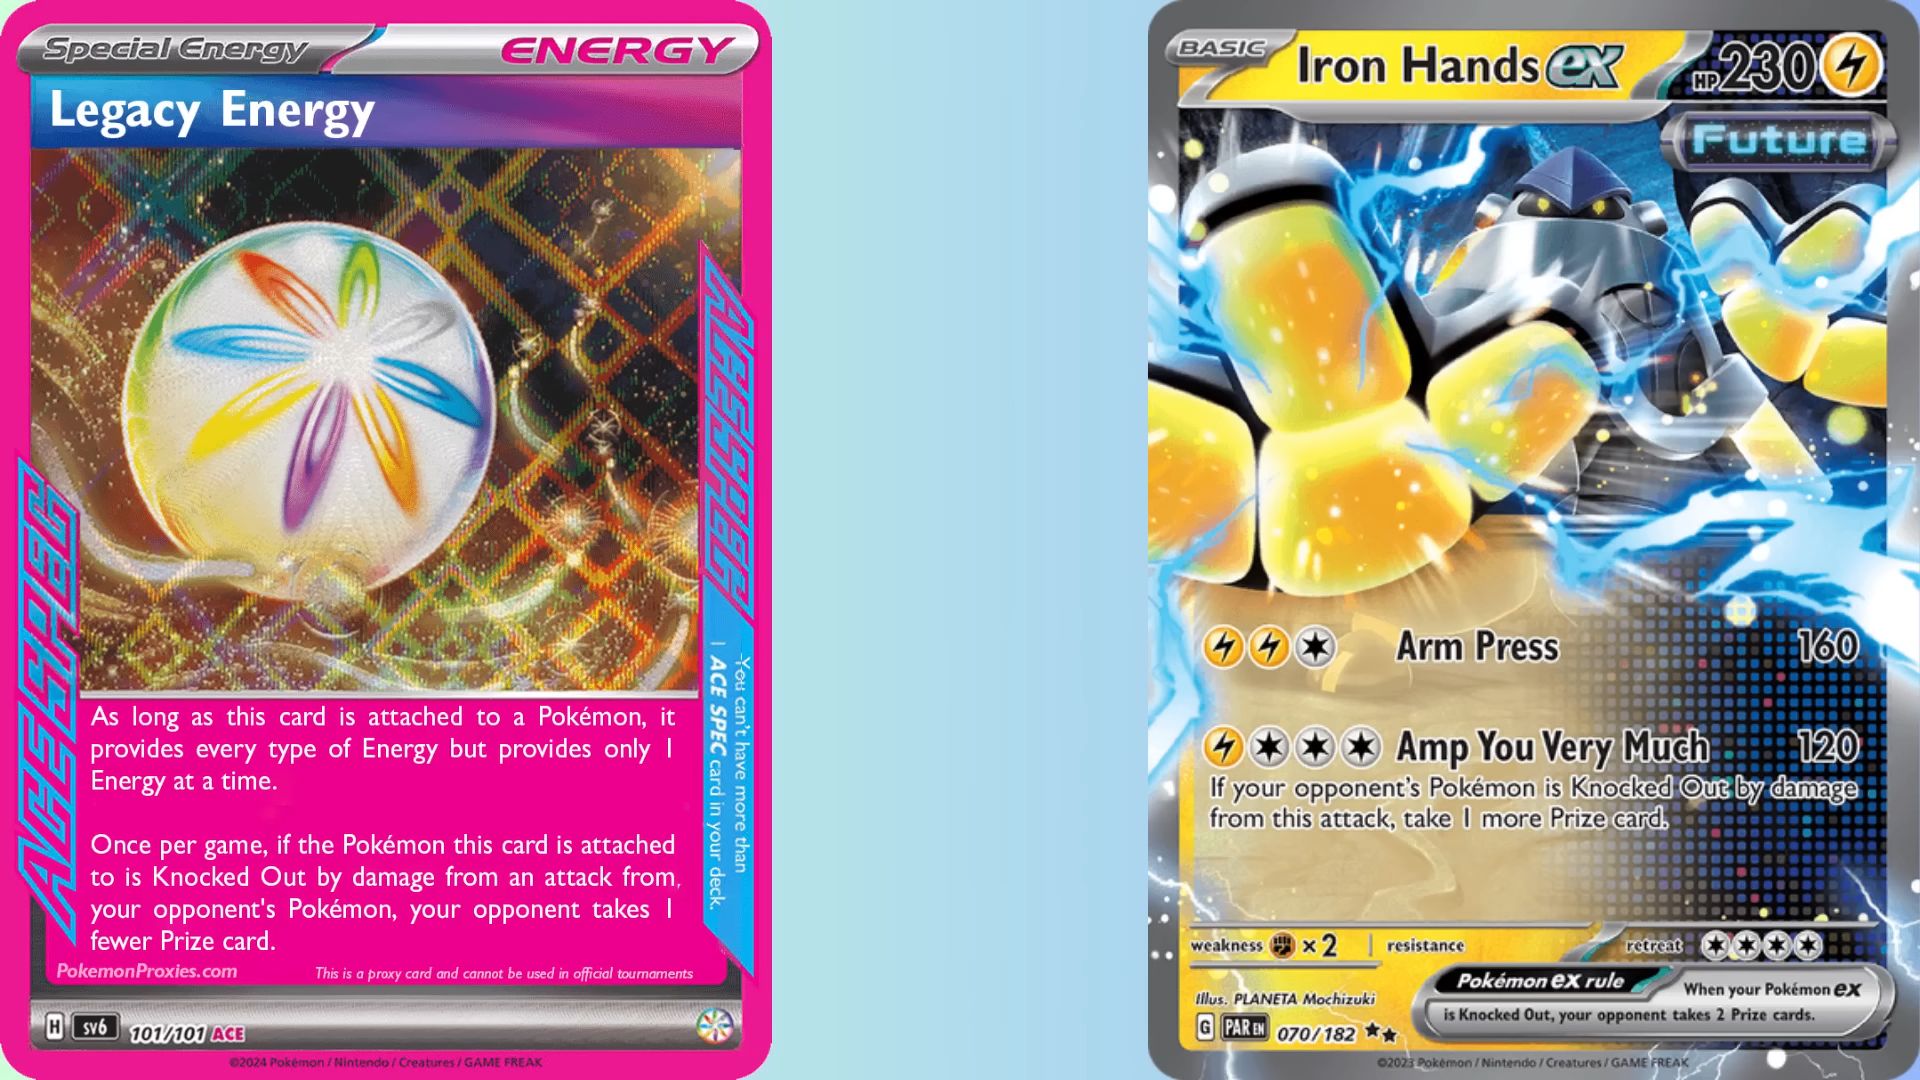 Special Energy
ENERGY
Legacy Energy
ACE SPEC
ACE SPEC
As long as this card is attached to a Pokémon, it
provides every type of Energy but provides only 1
Energy at a time.
Once per game, if the Pokémon this card is attached
to is Knocked Out by damage from an attack from
your opponent's Pokémon, your opponent takes 1
fewer Prize card.
You can't have more than
1 ACE SPEC card in your deck.
PokemonProxies.com
This is a proxy card and cannot be used in official tournaments
H SV6 101/101 ACE
©2024 Pokémon / Nintendo / Creatures / GAME FREAK
BASIC
Iron Hands ex
HP 230
Future
Arm Press 160
Amp You Very Much 120
If your opponent's Pokémon is Knocked Out by damage
from this attack, take 1 more Prize card.
weakness ×2 resistance retreat
Pokémon ex rule
When your Pokémon ex
is Knocked Out, your opponent takes 2 Prize cards.
Illus. PLANETA Mochizuki
G PAR EN 070/182 ★★
©2023 Pokémon / Nintendo / Creatures / GAME FREAK